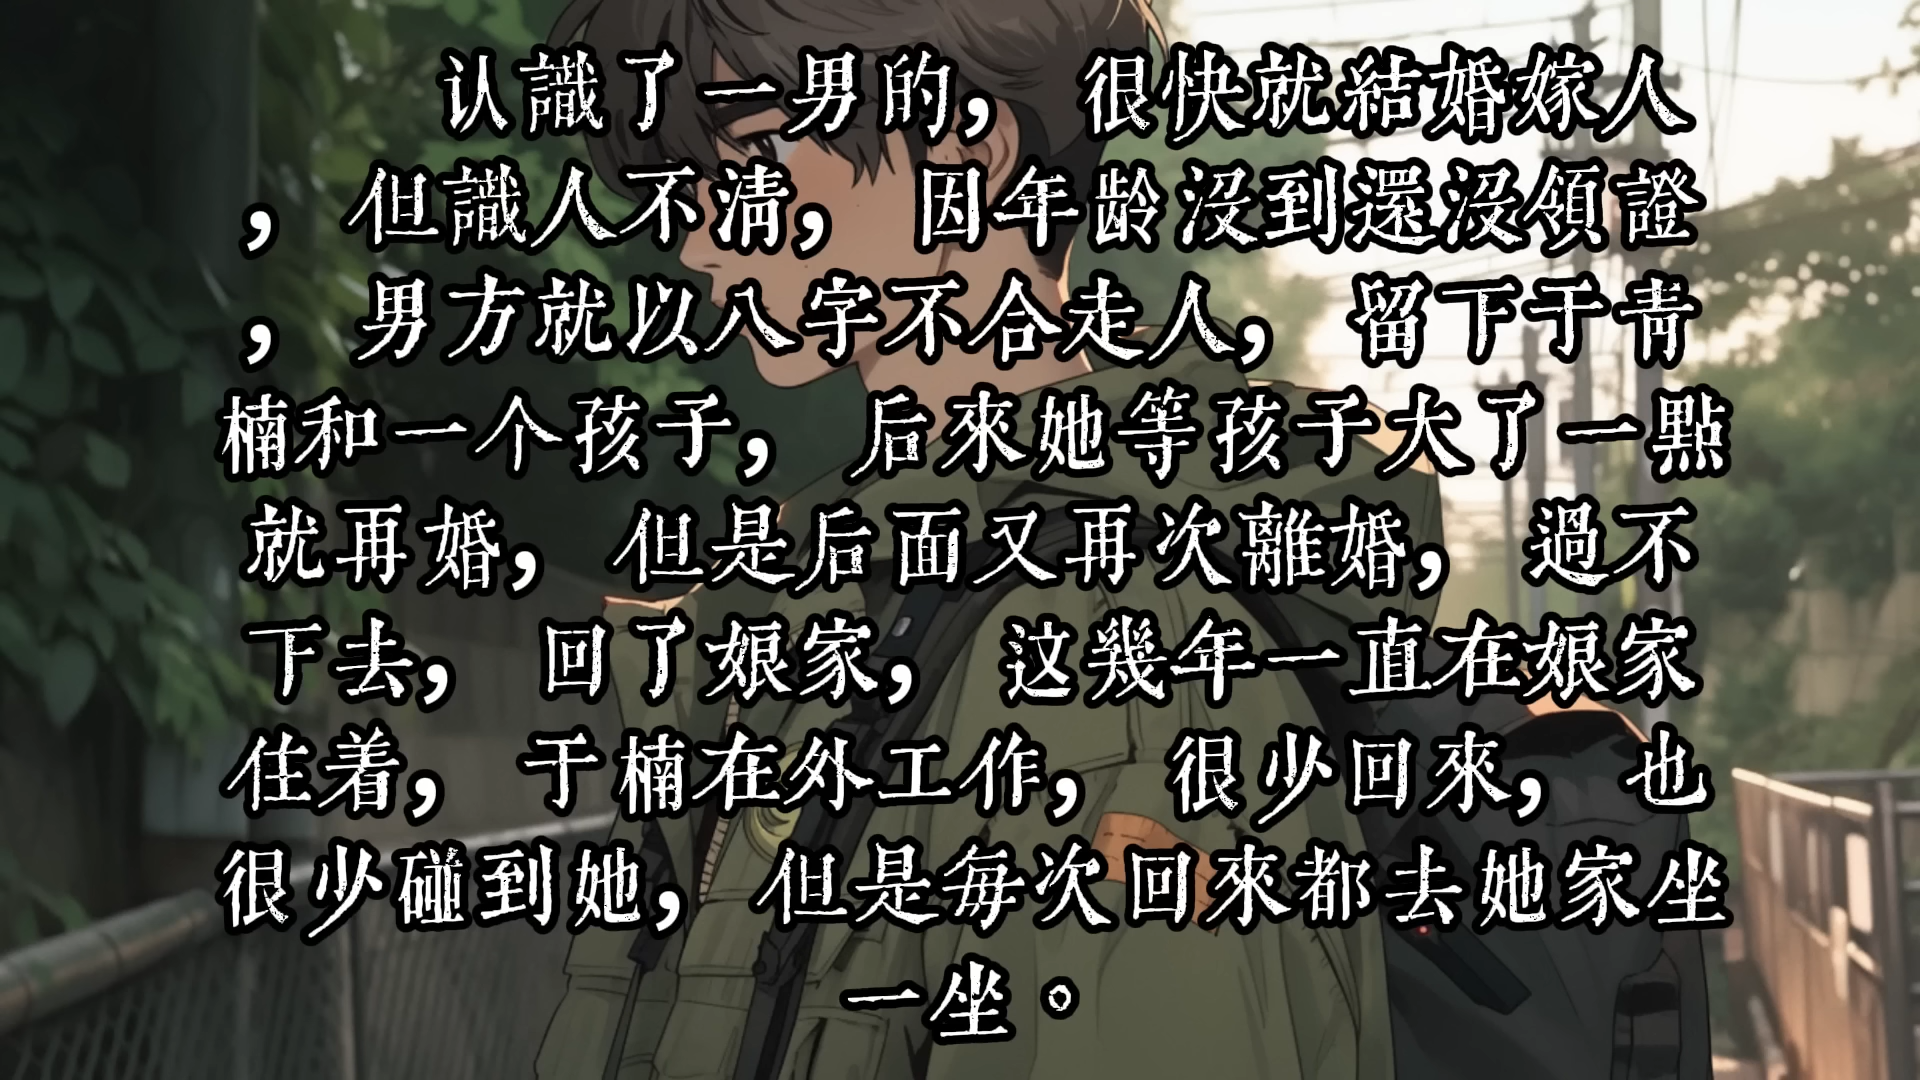 认識了一男的， 很快就結婚嫁人
， 但識人不清， 因年龄沒到還沒領證
， 男方就以八字不合走人， 留下于青
楠和一个孩子， 后來她等孩子大了一點
就再婚， 但是后面又再次離婚， 過不
下去， 回了娘家， 这幾年一直在娘家
住着， 于楠在外工作， 很少回來， 也
很少碰到她， 但是每次回來都去她家坐
一坐。